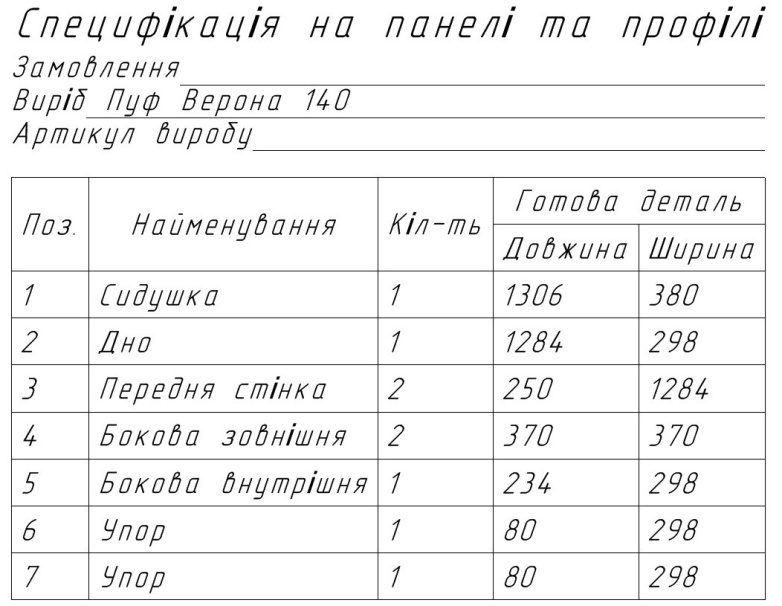 Специфікація на панелі та профілі
Замовлення
Виріб Пуф Верона 140
Артикул виробу
Поз. Найменування Кіл-ть Готова деталь
Довжина Ширина
1 Сидушка 1 1306 380
2 Дно 1 1284 298
3 Передня стінка 2 250 1284
4 Бокова зовнішня 2 370 370
5 Бокова внутрішня 1 234 298
6 Упор 1 80 298
7 Упор 1 80 298